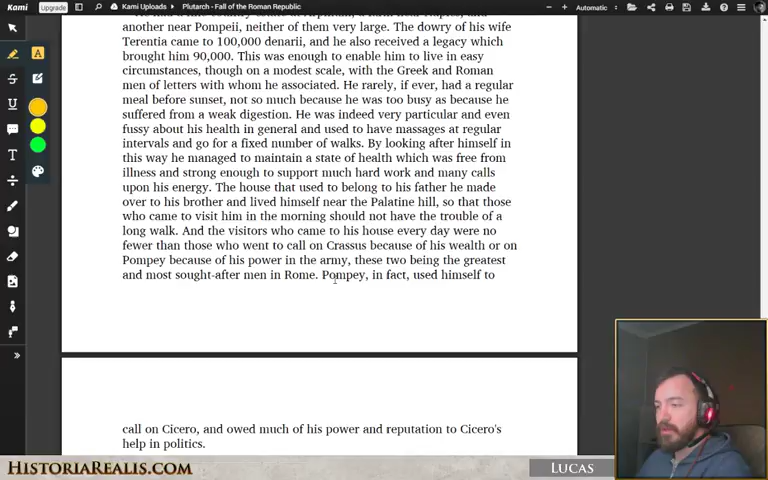 Kami Upgrade Kami Uploads Plutarch - Fall of the Roman Republic Automatic
another near Pompeii, neither of them very large. The dowry of his wife
Terentia came to 100,000 denarii, and he also received a legacy which
brought him 90,000. This was enough to enable him to live in easy
circumstances, though on a modest scale, with the Greek and Roman
men of letters with whom he associated. He rarely, if ever, had a regular
meal before sunset, not so much because he was too busy as because he
suffered from a weak digestion. He was indeed very particular and even
fussy about his health in general and used to have massages at regular
intervals and go for a fixed number of walks. By looking after himself in
this way he managed to maintain a state of health which was free from
illness and strong enough to support much hard work and many calls
upon his energy. The house that used to belong to his father he made
over to his brother and lived himself near the Palatine hill, so that those
who came to visit him in the morning should not have the trouble of a
long walk. And the visitors who came to his house every day were no
fewer than those who went to call on Crassus because of his wealth or on
Pompey because of his power in the army, these two being the greatest
and most sought-after men in Rome. Pompey, in fact, used himself to
call on Cicero, and owed much of his power and reputation to Cicero's
help in politics.
HISTORIAREALIS.COM
LUCAS